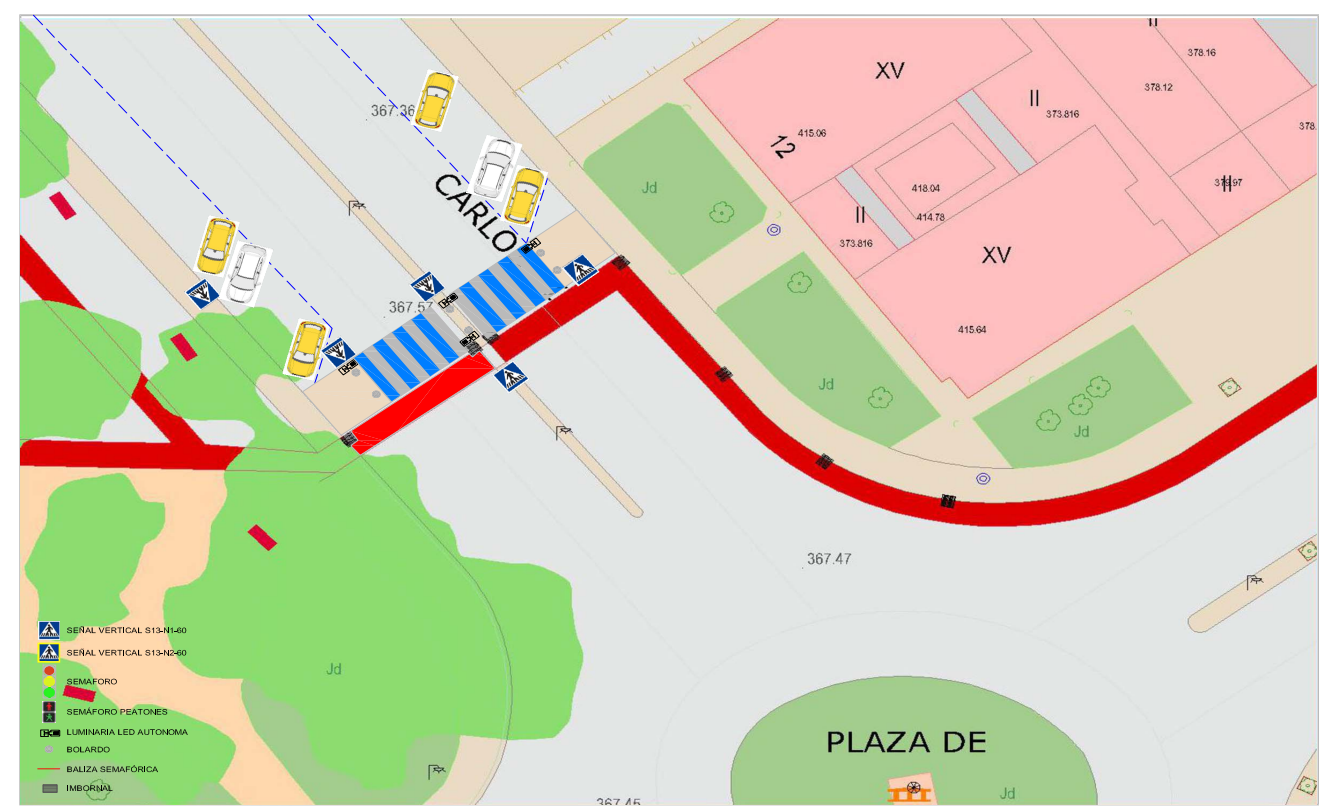 II
378.16
XV
378.12
II
367.36
373.816
415.06
12
378.
Jd
418.04
CARLO
414.78
II
II
373.816
XV
367.57
415.64
Jd
Jd
367.47
SEÑAL VERTICAL S13-N1-60
SEÑAL VERTICAL S13-N2-60
Jd
SEMAFORO
SEMÁFORO PEATONES
LUMINARIA LED AUTONOMA
PLAZA DE
BOLARDO
BALIZA SEMAFÓRICA
IMBORNAL
Jd
367.45